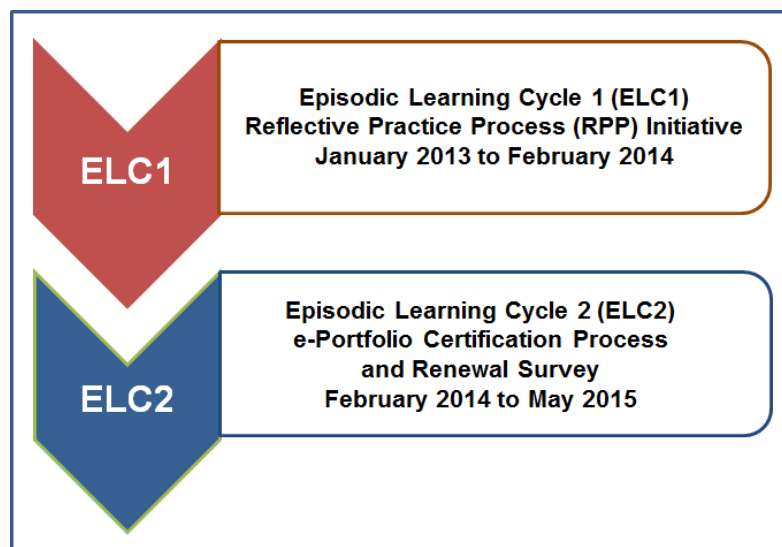 ELC1
Episodic Learning Cycle 1 (ELC1)
Reflective Practice Process (RPP) Initiative
January 2013 to February 2014
ELC2
Episodic Learning Cycle 2 (ELC2)
e-Portfolio Certification Process
and Renewal Survey
February 2014 to May 2015